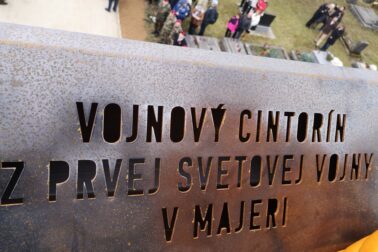 VOJNOVÝ CINTORÍN
Z PRVEJ SVETOVEJ VOJNY
V MAJERI